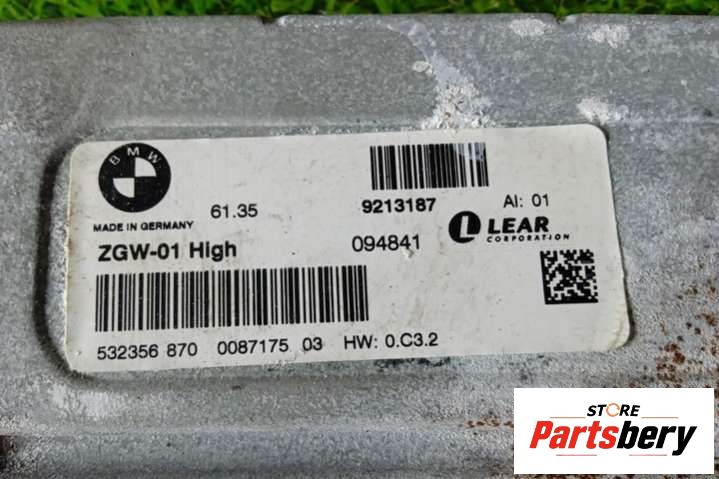 BMW
MADE IN GERMANY
61.35
9213187
AI: 01
ZGW-01 High
094841
LEAR
CORPORATION
532356 870 0087175 03 HW: 0.C3.2
STORE
Partsbery